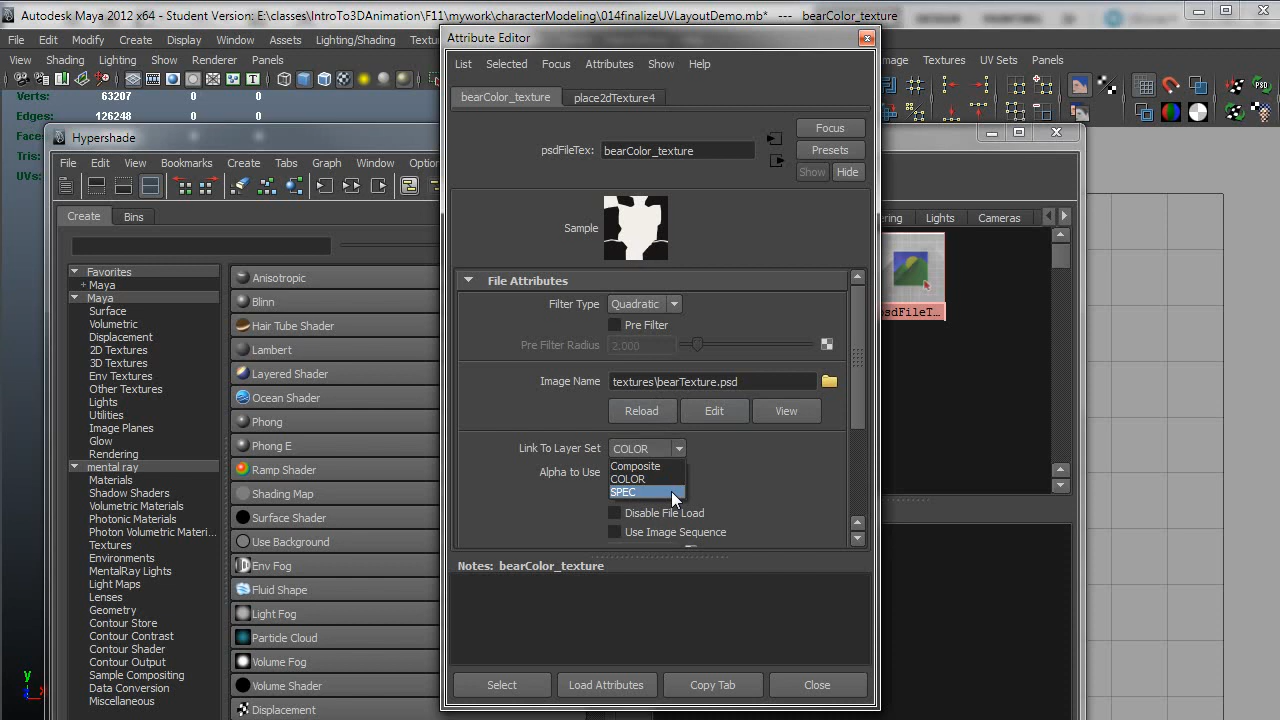 Autodesk Maya 2012 x64 - Student Version: E:\classes\IntroTo3DAnimation\F11\mywork\characterModeling\014finalizeUVLayoutDemo.mb* --- bearColor_texture
File Edit Modify Create Display Window Assets Lighting/Shading
View Shading Lighting Show Renderer Panels
Textures UV Sets Panels
Verts: 63207 0 0
Edges: 126248 0 0
Tris:
UVs:
Hypershade
File Edit View Bookmarks Create Tabs Graph Window
Create Bins
Lights Cameras
Favorites
+ Maya
Maya
Surface
Volumetric
Displacement
2D Textures
3D Textures
Env Textures
Other Textures
Lights
Utilities
Image Planes
Glow
Rendering
mental ray
Materials
Shadow Shaders
Volumetric Materials
Photonic Materials
Photon Volumetric Materi...
Textures
Environments
MentalRay Lights
Light Maps
Lenses
Geometry
Contour Store
Contour Contrast
Contour Shader
Contour Output
Sample Compositing
Data Conversion
Miscellaneous
Anisotropic
Blinn
Hair Tube Shader
Lambert
Layered Shader
Ocean Shader
Phong
Phong E
Ramp Shader
Shading Map
Surface Shader
Use Background
Env Fog
Fluid Shape
Light Fog
Particle Cloud
Volume Fog
Volume Shader
Displacement
Attribute Editor
List Selected Focus Attributes Show Help
bearColor_texture place2dTexture4
Focus
psdFileTex: bearColor_texture
Presets
Show Hide
Sample
File Attributes
Filter Type Quadratic
Pre Filter
Pre Filter Radius 2.000
Image Name textures\bearTexture.psd
Reload Edit View
Link To Layer Set COLOR
Composite
Alpha to Use
COLOR
SPEC
Disable File Load
Use Image Sequence
Notes: bearColor_texture
Select Load Attributes Copy Tab Close
y
x